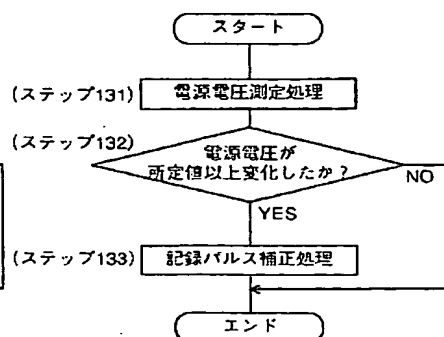 スタート
(ステップ131)
電源電圧測定処理
(ステップ132)
電源電圧が
所定値以上変化したか？
NO
YES
(ステップ133)
記録パルス補正処理
エンド